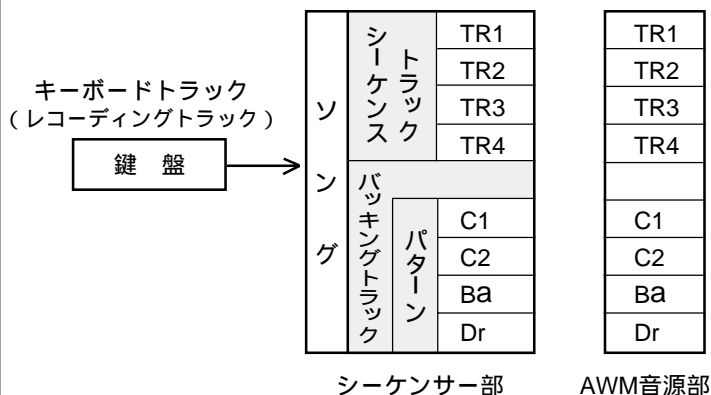 キーボードトラック
(レコーディングトラック)
鍵 盤
ソング
シーケンス
トラック
TR1
TR2
TR3
TR4
バッキングトラック
パターン
C1
C2
Ba
Dr
シーケンサー部
TR1
TR2
TR3
TR4
C1
C2
Ba
Dr
AWM音源部